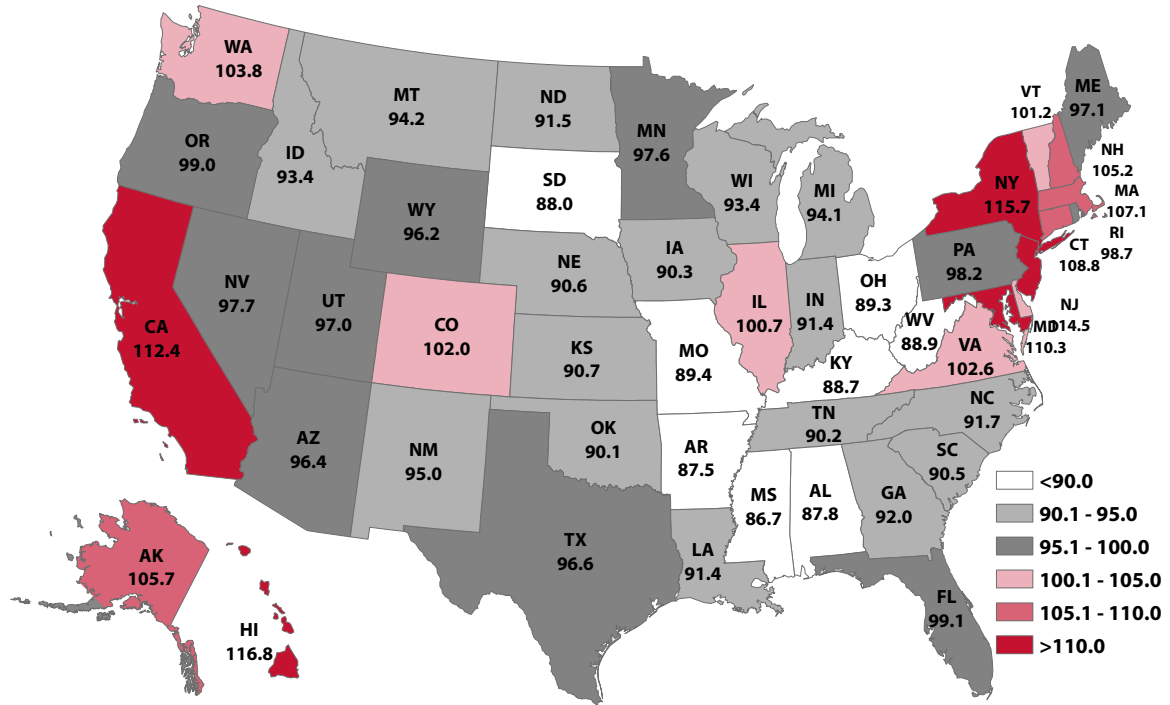 WA
103.8
MT
94.2
ND
91.5
MN
97.6
VT
101.2
ME
97.1
OR
99.0
ID
93.4
SD
88.0
WI
93.4
MI
94.1
NY
115.7
NH
105.2
MA
107.1
WY
96.2
RI
98.7
CT
108.8
IA
90.3
PA
98.2
NE
90.6
NV
97.7
UT
97.0
IL
100.7
IN
91.4
OH
89.3
NJ
114.5
MD
110.3
CA
112.4
CO
102.0
WV
88.9
VA
102.6
KS
90.7
MO
89.4
KY
88.7
NC
91.7
TN
90.2
AZ
96.4
NM
95.0
OK
90.1
AR
87.5
SC
90.5
MS
86.7
AL
87.8
GA
92.0
TX
96.6
LA
91.4
AK
105.7
FL
99.1
HI
116.8
<90.0
90.1 - 95.0
95.1 - 100.0
100.1 - 105.0
105.1 - 110.0
>110.0